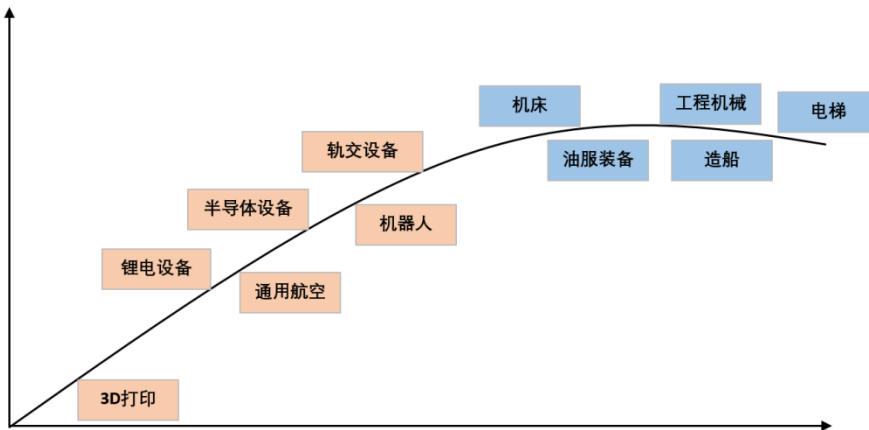 机床
工程机械
电梯
轨交设备
油服装备
造船
半导体设备
机器人
锂电设备
通用航空
3D打印